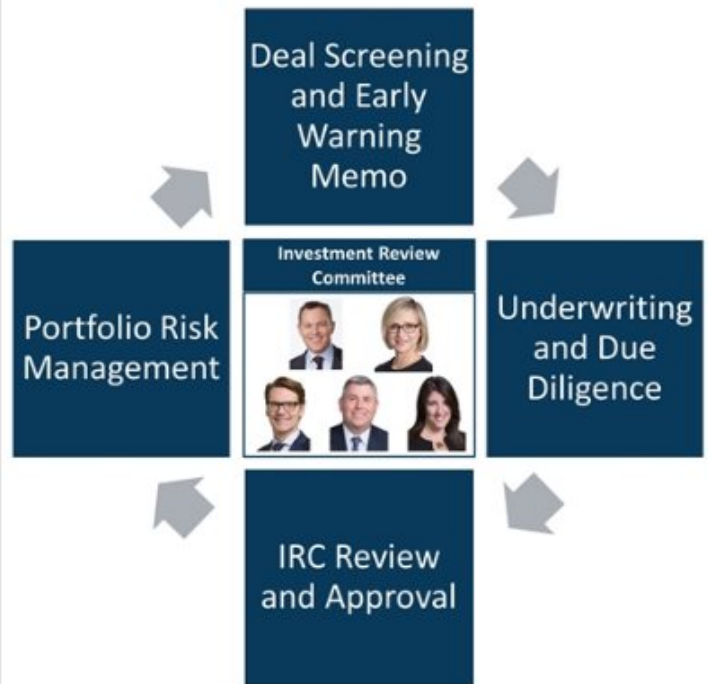 Deal Screening
and Early
Warning
Memo
Investment Review
Committee
Portfolio Risk
Management
Underwriting
and Due
Diligence
IRC Review
and Approval